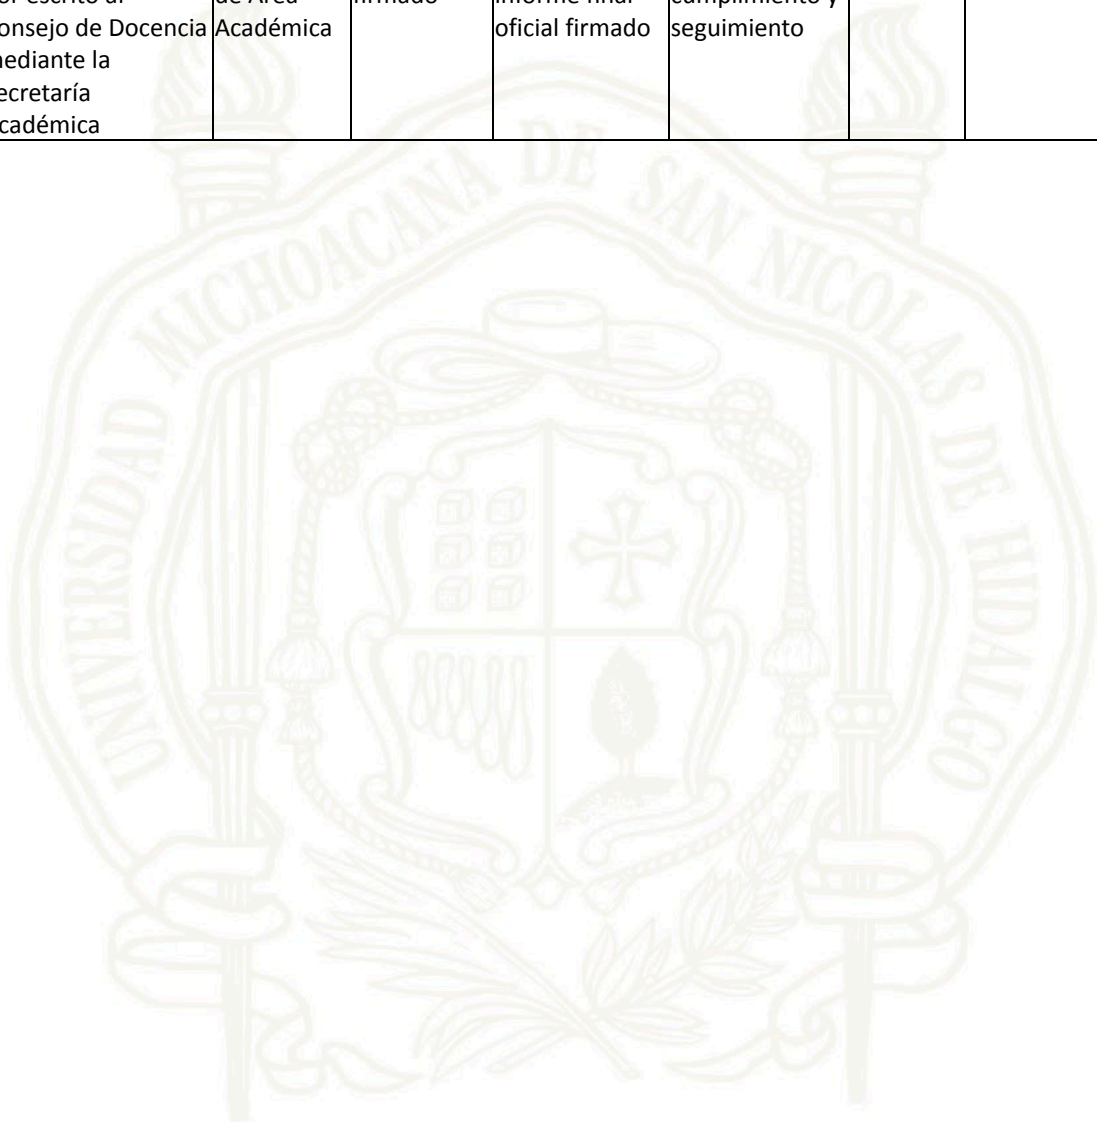 escrito al
de Área
firmado
informe final
cumplimiento y
onsejo de Docencia
Académica
oficial firmado
seguimiento
mediante la
ecretaría
cadémica
UNIVERSIDAD MICHOACANA DE SAN NICOLAS DE HIDALGO